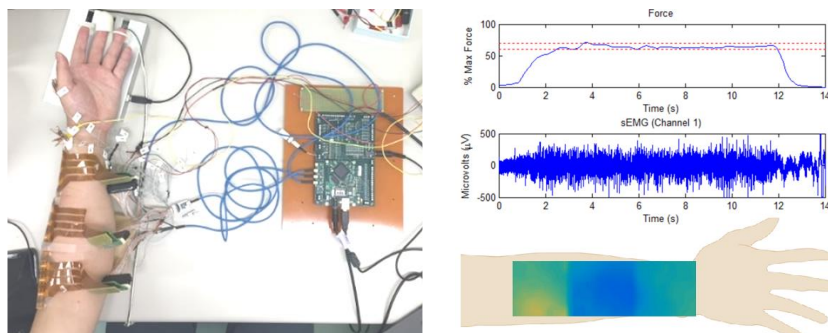 Force
100
% Max Force
50
0
0 2 4 6 8 10 12 14
Time (s)
sEMG (Channel 1)
500
Microvolts (µV)
0
-500
0 2 4 6 8 10 12 14
Time (s)